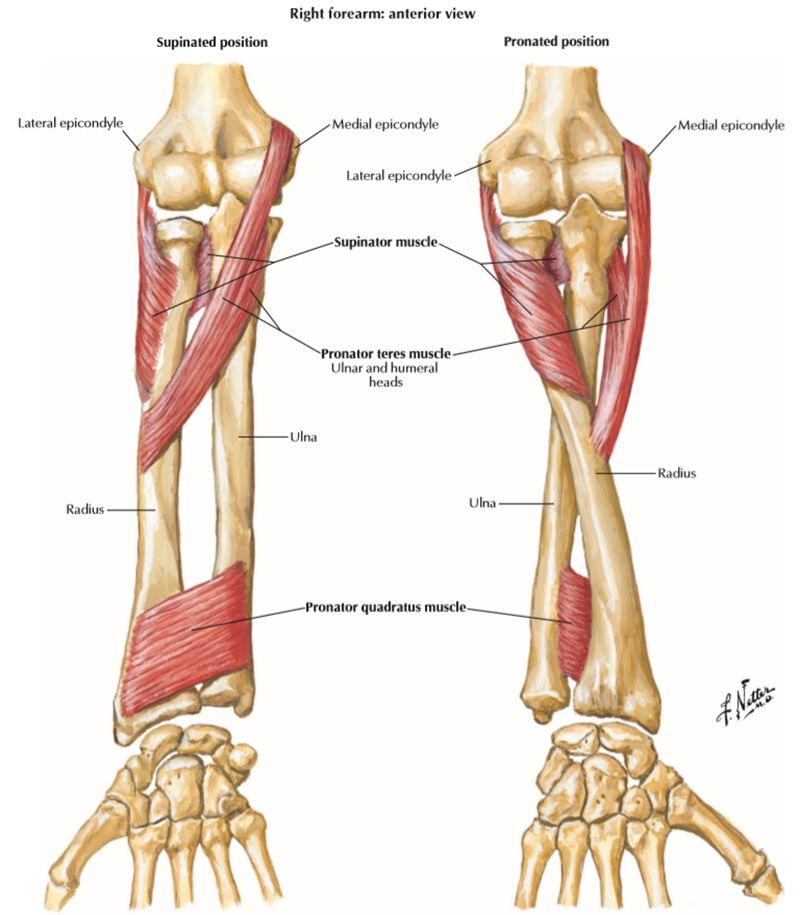 Right forearm: anterior view
Supinated position
Pronated position
Lateral epicondyle
Medial epicondyle
Medial epicondyle
Lateral epicondyle
Supinator muscle
Pronator teres muscle
Ulnar and humeral
heads
Ulna
Radius
Radius
Ulna
Pronator quadratus muscle
F. Netter
M.D.